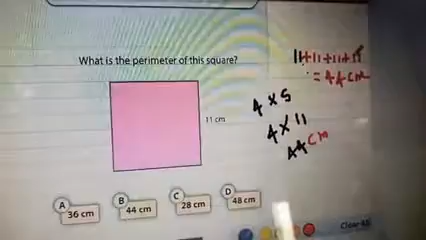 What is the perimeter of this square?
11+11+11+11
= 44 cm
11 cm
4 x S
4 x 11
44 cm
A
36 cm
B
44 cm
C
28 cm
D
48 cm
Clear All